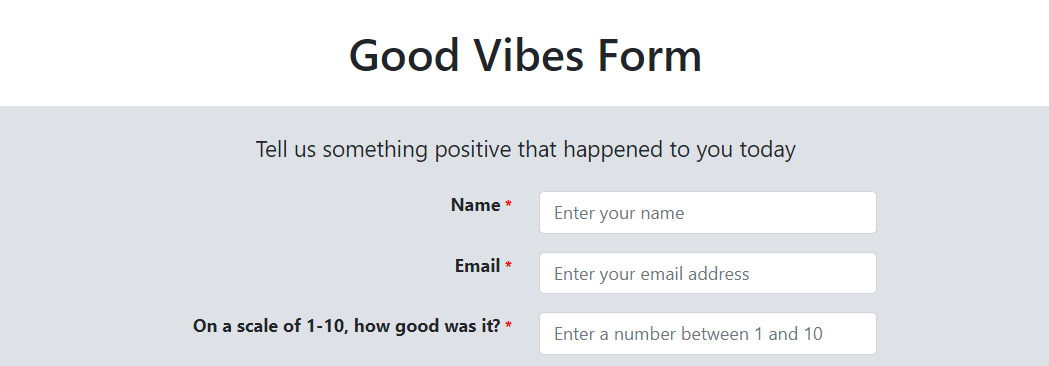 Good Vibes Form
Tell us something positive that happened to you today
Name * Enter your name
Email * Enter your email address
On a scale of 1-10, how good was it? * Enter a number between 1 and 10